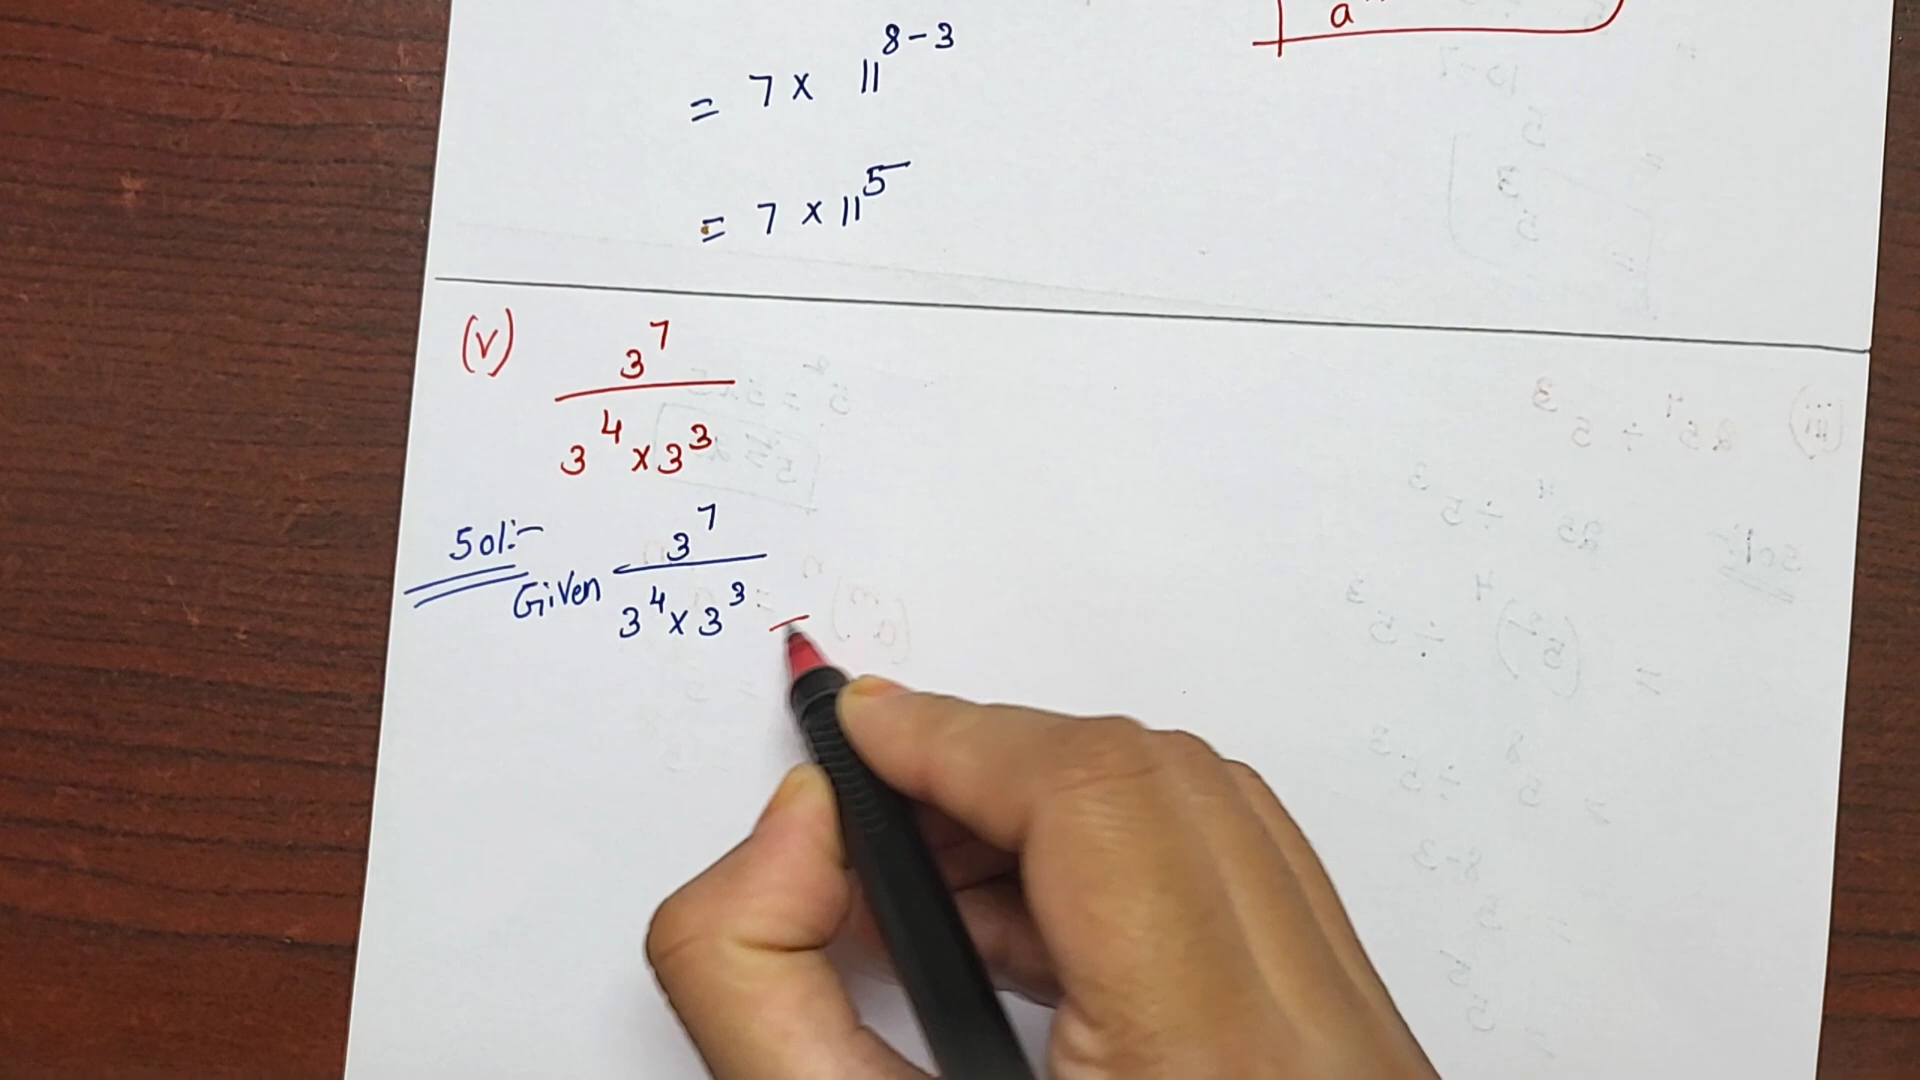 = 7 × 11^8-3
= 7 × 11^5
(v) 3^7
3^4 × 3^3
Sol:-
Given 3^7
3^4 × 3^3